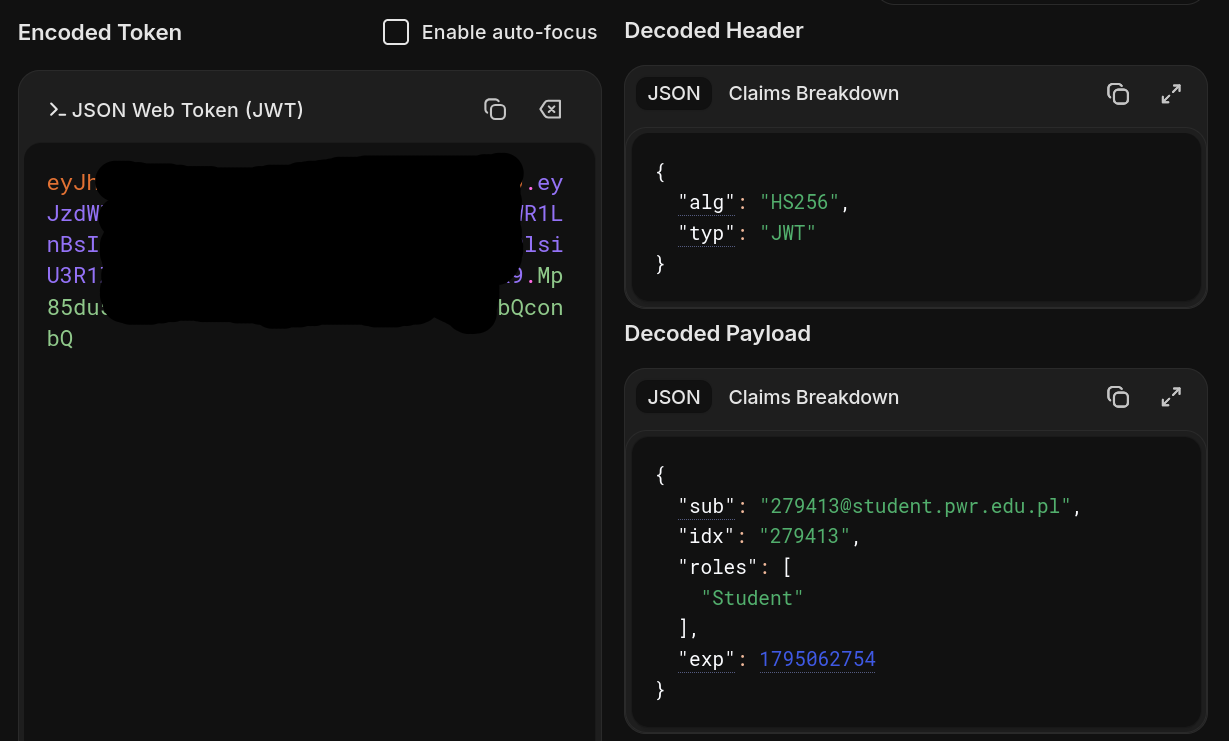 Encoded Token
Enable auto-focus
JSON Web Token (JWT)
eyJh .ey
JzdW R1L
nBsI lsi
U3R1 9.Mp
85du bQcon
bQ
Decoded Header
JSON Claims Breakdown
{
"alg": "HS256",
"typ": "JWT"
}
Decoded Payload
JSON Claims Breakdown
{
"sub": "279413@student.pwr.edu.pl",
"idx": "279413",
"roles": [
"Student"
],
"exp": 1795062754
}